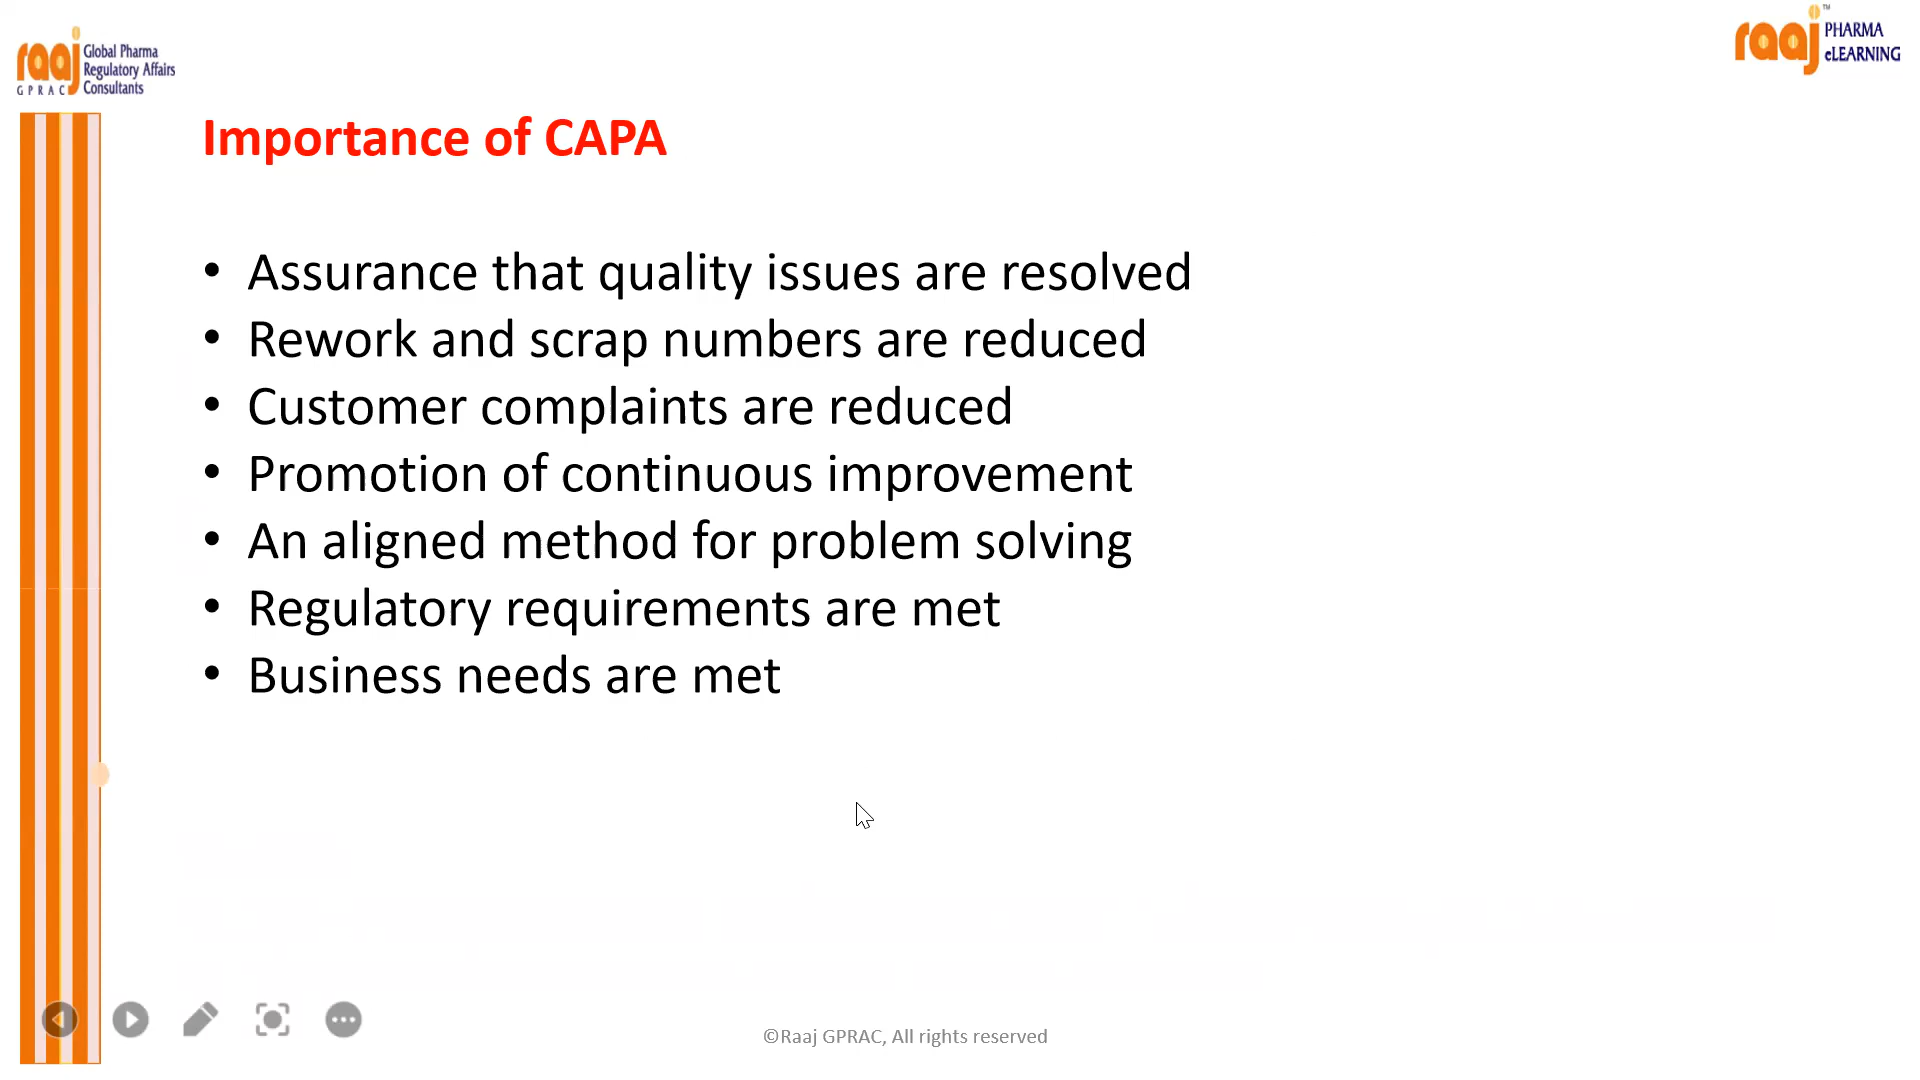 raaj Global Pharma
Regulatory Affairs
GPRAC Consultants
raaj ™ PHARMA
eLEARNING
Importance of CAPA
• Assurance that quality issues are resolved
• Rework and scrap numbers are reduced
• Customer complaints are reduced
• Promotion of continuous improvement
• An aligned method for problem solving
• Regulatory requirements are met
• Business needs are met
©Raaj GPRAC, All rights reserved